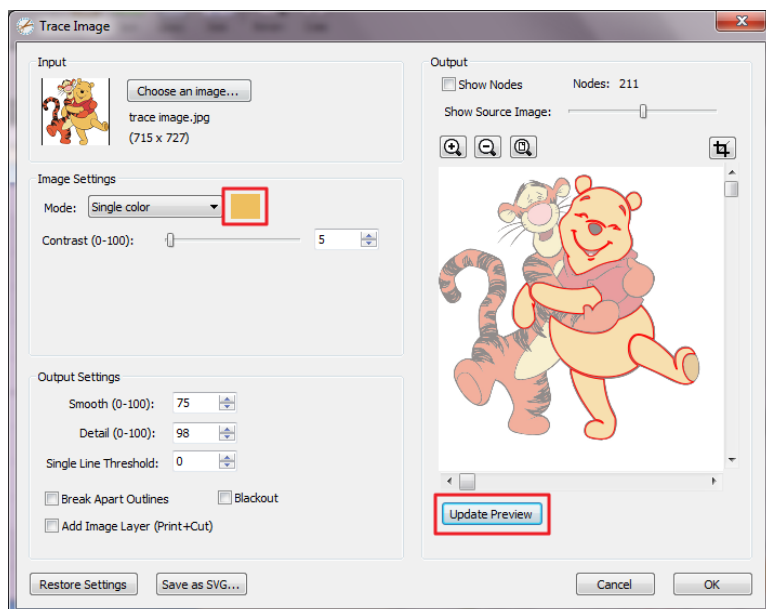 Trace Image
Input
Choose an image...
trace image.jpg
(715 x 727)
Image Settings
Mode: Single color
Contrast (0-100): 5
Output Settings
Smooth (0-100): 75
Detail (0-100): 98
Single Line Threshold: 0
Break Apart Outlines Blackout
Add Image Layer (Print+Cut)
Restore Settings Save as SVG...
Output
Show Nodes Nodes: 211
Show Source Image:
Update Preview
Cancel OK